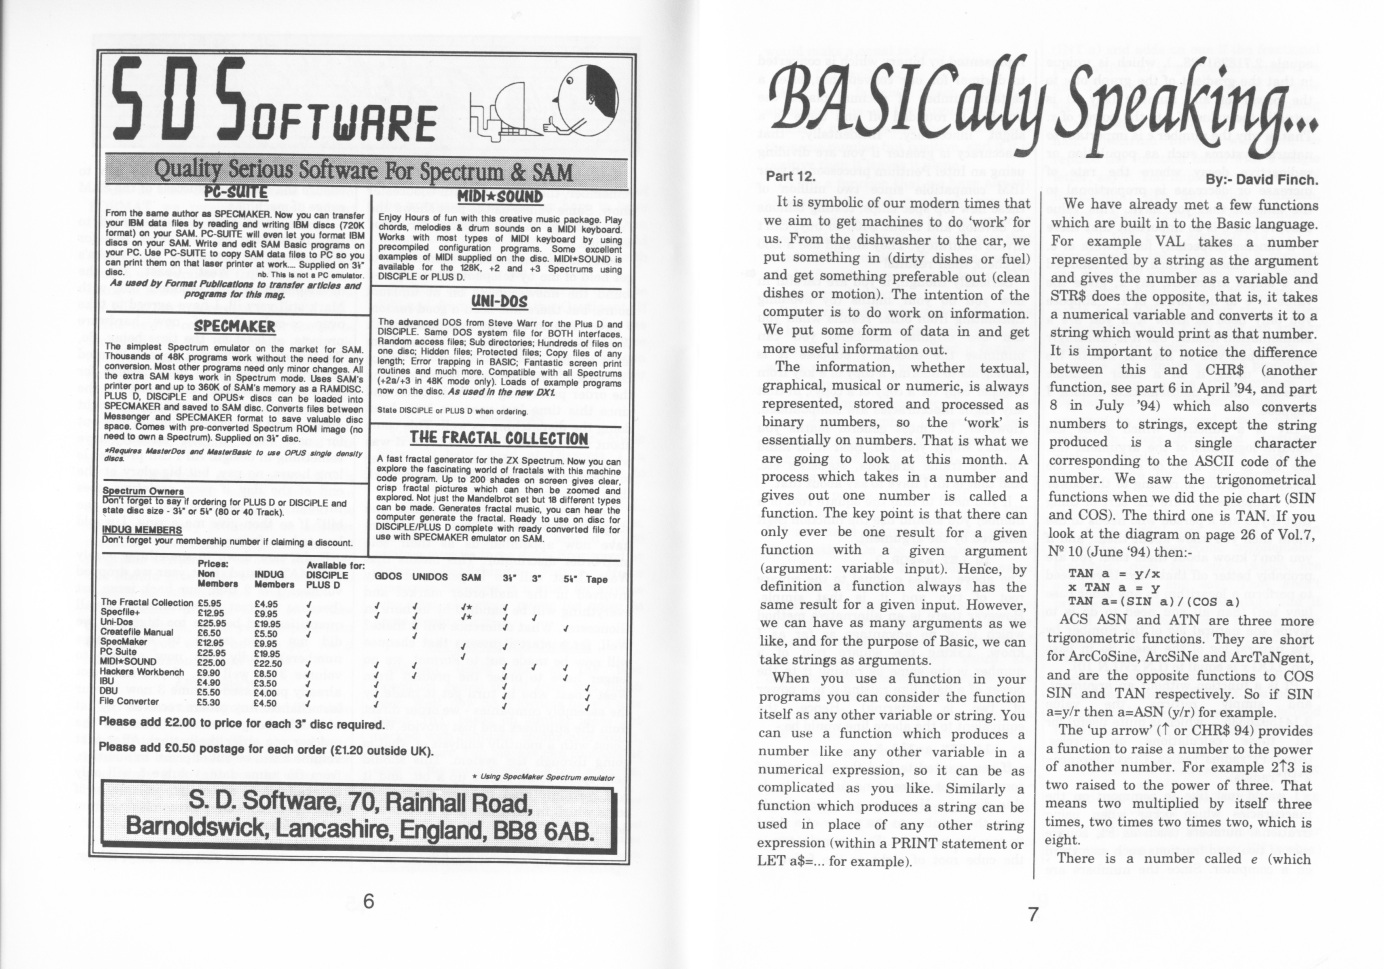 SD SOFTWARE
Quality Serious Software For Spectrum & SAM
PC-SUITE
From the same author as SPECMAKER. Now you can transfer
your IBM data files by reading and writing IBM discs (720K
format) on your SAM. PC-SUITE will even let you format IBM
discs on your SAM. Write and edit SAM Basic programs on
your PC. Use PC-SUITE to copy SAM data files to PC so you
can print them on that laser printer at work.... Supplied on 3½"
disc.
nb. This is not a PC emulator.
As used by Format Publications to transfer articles and
programs for this mag.
SPECMAKER
The simplest Spectrum emulator on the market for SAM.
Thousands of 48K programs work without the need for any
conversion. Most other programs need only minor changes. All
the extra SAM keys work in Spectrum mode. Uses SAM's
printer port and up to 360K of SAM's memory as a RAMDISC.
PLUS D, DISCiPLE and OPUS* discs can be loaded into
SPECMAKER and saved to SAM disc. Converts files between
Messenger and SPECMAKER format to save valuable disc
space. Comes with pre-converted Spectrum ROM image (no
need to own a Spectrum). Supplied on 3½" disc.
*Requires MasterDos and MasterBasic to use OPUS single density
discs.
Spectrum Owners
Don't forget to say if ordering for PLUS D or DISCiPLE and
state disc size - 3½" or 5¼" (80 or 40 Track).
INDUG MEMBERS
Don't forget your membership number if claiming a discount.
MIDI★SOUND
Enjoy Hours of fun with this creative music package. Play
chords, melodies & drum sounds on a MIDI keyboard.
Works with most types of MIDI keyboard by using
precompiled configuration programs. Some excellent
examples of MIDI supplied on the disc. MIDI★SOUND is
available for the 128K, +2 and +3 Spectrums using
DISCiPLE or PLUS D.
UNI-DOS
The advanced DOS from Steve Warr for the Plus D and
DISCiPLE. Same DOS system file for BOTH interfaces.
Random access files; Sub directories; Hundreds of files on
one disc; Hidden files; Protected files; Copy files of any
length; Error trapping in BASIC; Fantastic screen print
routines and much more. Compatible with all Spectrums
(+2a/+3 in 48K mode only). Loads of example programs
now on the disc. As used in the new DX1.
State DISCiPLE or PLUS D when ordering.
THE FRACTAL COLLECTION
A fast fractal generator for the ZX Spectrum. Now you can
explore the fascinating world of fractals with this machine
code program. Up to 200 shades on screen gives clear,
crisp fractal pictures which can then be zoomed and
explored. Not just the Mandelbrot set but 18 different types
can be made. Generates fractal music, you can hear the
computer generate the fractal. Ready to use on disc for
DISCiPLE/PLUS D complete with ready converted file for
use with SPECMAKER emulator on SAM.
Prices: Available for:
Non INDUG DISCiPLE GDOS UNIDOS SAM 3½" 3" 5¼" Tape
Members Members PLUS D
The Fractal Collection £5.95 £4.95 √ √ √ √* √
Specfile+ £12.95 £9.95 √ √ √ √* √ √
Uni-Dos £25.95 £19.95 √ √ √ √
Createfile Manual £6.50 £5.50 √ √
SpecMaker £12.95 £9.95 √ √
PC Suite £25.95 £19.95 √
MIDI★SOUND £25.00 £22.50 √ √ √ √ √ √
Hackers Workbench £9.90 £8.50 √ √ √ √ √
IBU £4.90 £3.50 √ √ √ √
DBU £5.50 £4.00 √ √ √ √
File Converter £5.30 £4.50 √ √ √ √
Please add £2.00 to price for each 3" disc required.
Please add £0.50 postage for each order (£1.20 outside UK).
* Using SpecMaker Spectrum emulator
S. D. Software, 70, Rainhall Road,
Barnoldswick, Lancashire, England, BB8 6AB.
6
BASICally Speaking...
Part 12.
By:- David Finch.
It is symbolic of our modern times that
we aim to get machines to do 'work' for
us. From the dishwasher to the car, we
put something in (dirty dishes or fuel)
and get something preferable out (clean
dishes or motion). The intention of the
computer is to do work on information.
We put some form of data in and get
more useful information out.
The information, whether textual,
graphical, musical or numeric, is always
represented, stored and processed as
binary numbers, so the 'work' is
essentially on numbers. That is what we
are going to look at this month. A
process which takes in a number and
gives out one number is called a
function. The key point is that there can
only ever be one result for a given
function with a given argument
(argument: variable input). Hence, by
definition a function always has the
same result for a given input. However,
we can have as many arguments as we
like, and for the purpose of Basic, we can
take strings as arguments.
When you use a function in your
programs you can consider the function
itself as any other variable or string. You
can use a function which produces a
number like any other variable in a
numerical expression, so it can be as
complicated as you like. Similarly a
function which produces a string can be
used in place of any other string
expression (within a PRINT statement or
LET a$=... for example).
We have already met a few functions
which are built in to the Basic language.
For example VAL takes a number
represented by a string as the argument
and gives the number as a variable and
STR$ does the opposite, that is, it takes
a numerical variable and converts it to a
string which would print as that number.
It is important to notice the difference
between this and CHR$ (another
function, see part 6 in April '94, and part
8 in July '94) which also converts
numbers to strings, except the string
produced is a single character
corresponding to the ASCII code of the
number. We saw the trigonometrical
functions when we did the pie chart (SIN
and COS). The third one is TAN. If you
look at the diagram on page 26 of Vol.7,
Nº 10 (June '94) then:-
TAN a = y/x
x TAN a = y
TAN a=(SIN a)/(COS a)
ACS ASN and ATN are three more
trigonometric functions. They are short
for ArcCoSine, ArcSiNe and ArcTaNgent,
and are the opposite functions to COS
SIN and TAN respectively. So if SIN
a=y/r then a=ASN (y/r) for example.
The 'up arrow' (↑ or CHR$ 94) provides
a function to raise a number to the power
of another number. For example 2↑3 is
two raised to the power of three. That
means two multiplied by itself three
times, two times two times two, which is
eight.
There is a number called e (which
7